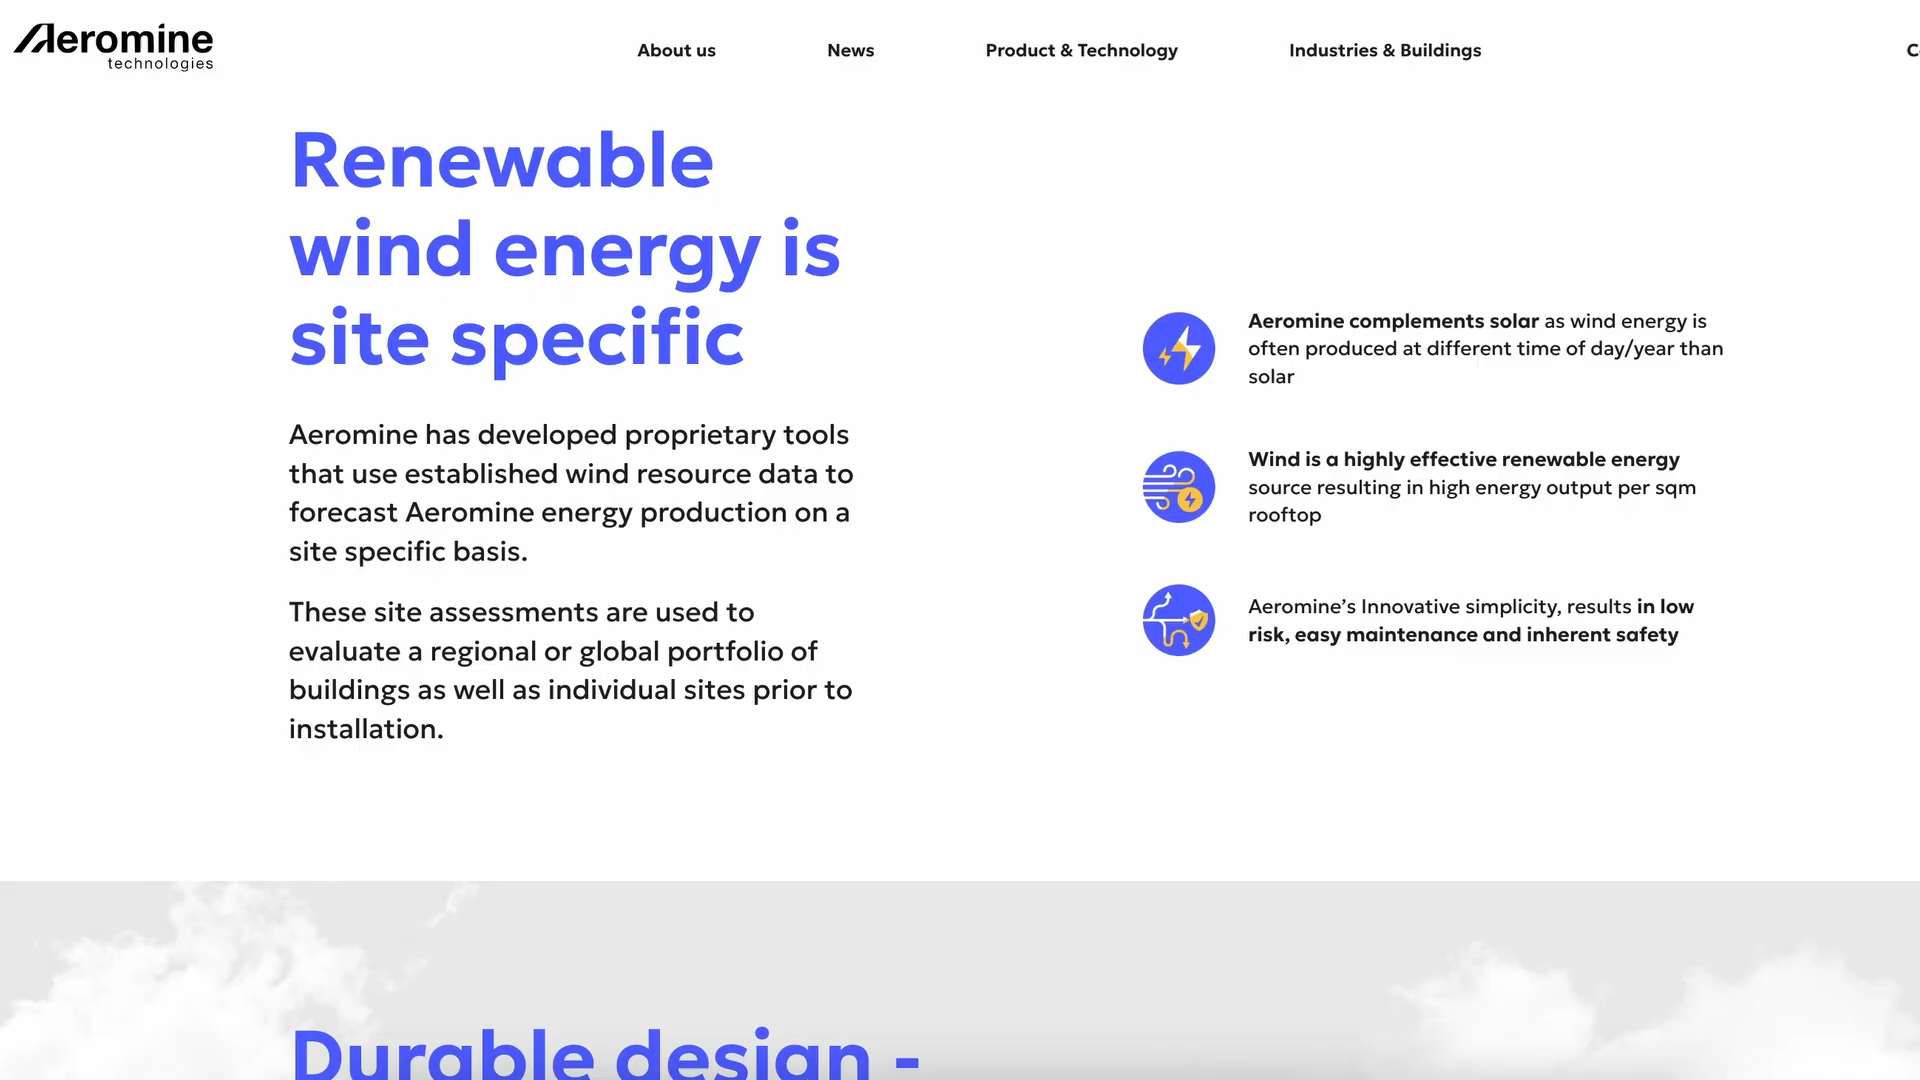 Aeromine
technologies
About us
News
Product & Technology
Industries & Buildings
Renewable
wind energy is
site specific
Aeromine has developed proprietary tools
that use established wind resource data to
forecast Aeromine energy production on a
site specific basis.
These site assessments are used to
evaluate a regional or global portfolio of
buildings as well as individual sites prior to
installation.
Aeromine complements solar as wind energy is
often produced at different time of day/year than
solar
Wind is a highly effective renewable energy
source resulting in high energy output per sqm
rooftop
Aeromine’s Innovative simplicity, results in low
risk, easy maintenance and inherent safety
Durable design -